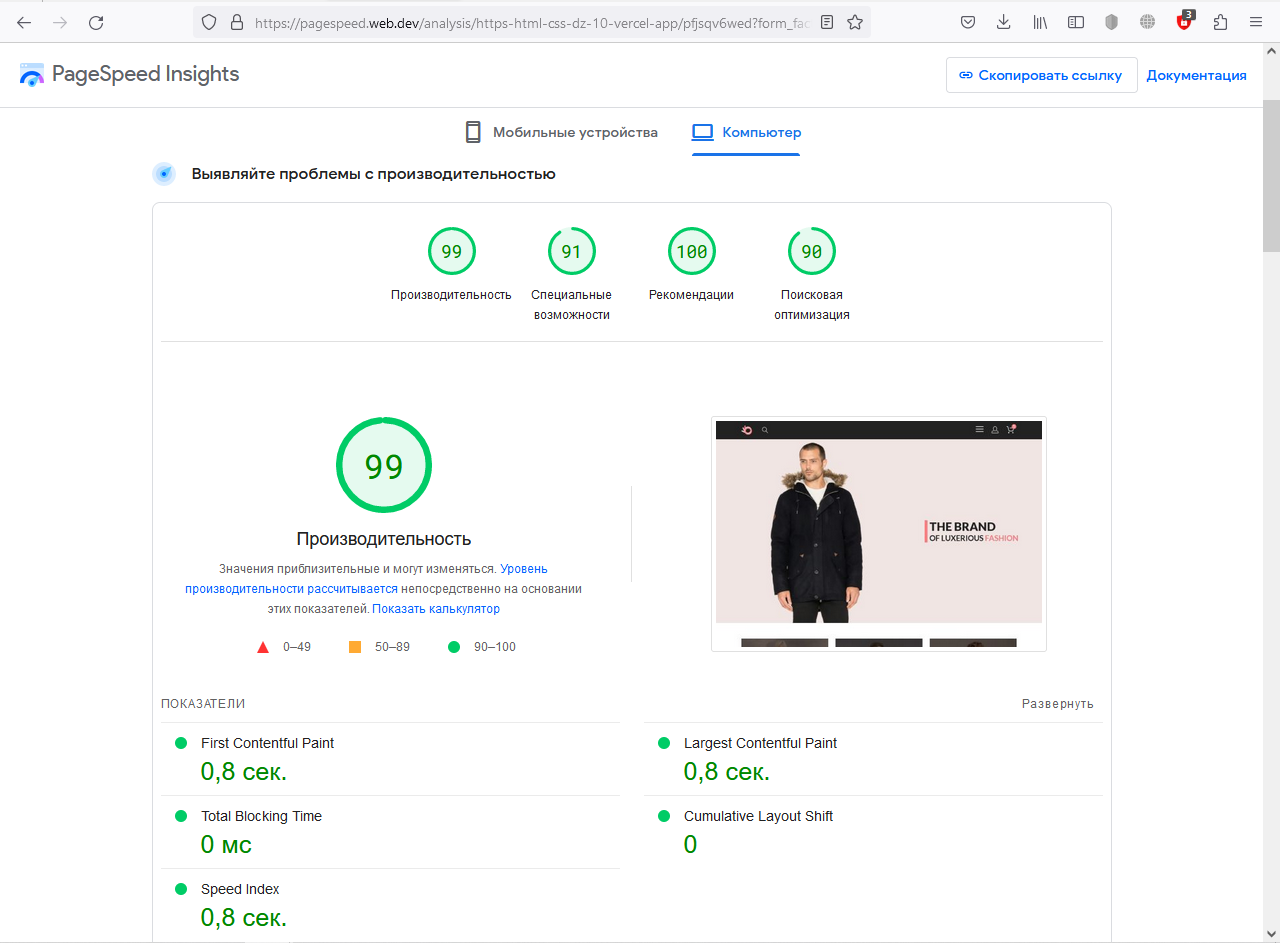 https://pagespeed.web.dev/analysis/https-html-css-dz-10-vercel-app/pfjsqv6wed?form_fac
3
PageSpeed Insights
Скопировать ссылку
Документация
Мобильные устройства
Компьютер
Выявляйте проблемы с производительностью
99
91
100
90
Производительность
Специальные
возможности
Рекомендации
Поисковая
оптимизация
99
Производительность
Значения приблизительные и могут изменяться. Уровень
производительности рассчитывается непосредственно на основании
этих показателей. Показать калькулятор
0–49
50–89
90–100
THE BRAND
OF LUXERIOUS FASHION
ПОКАЗАТЕЛИ
Развернуть
First Contentful Paint
0,8 сек.
Largest Contentful Paint
0,8 сек.
Total Blocking Time
0 мс
Cumulative Layout Shift
0
Speed Index
0,8 сек.